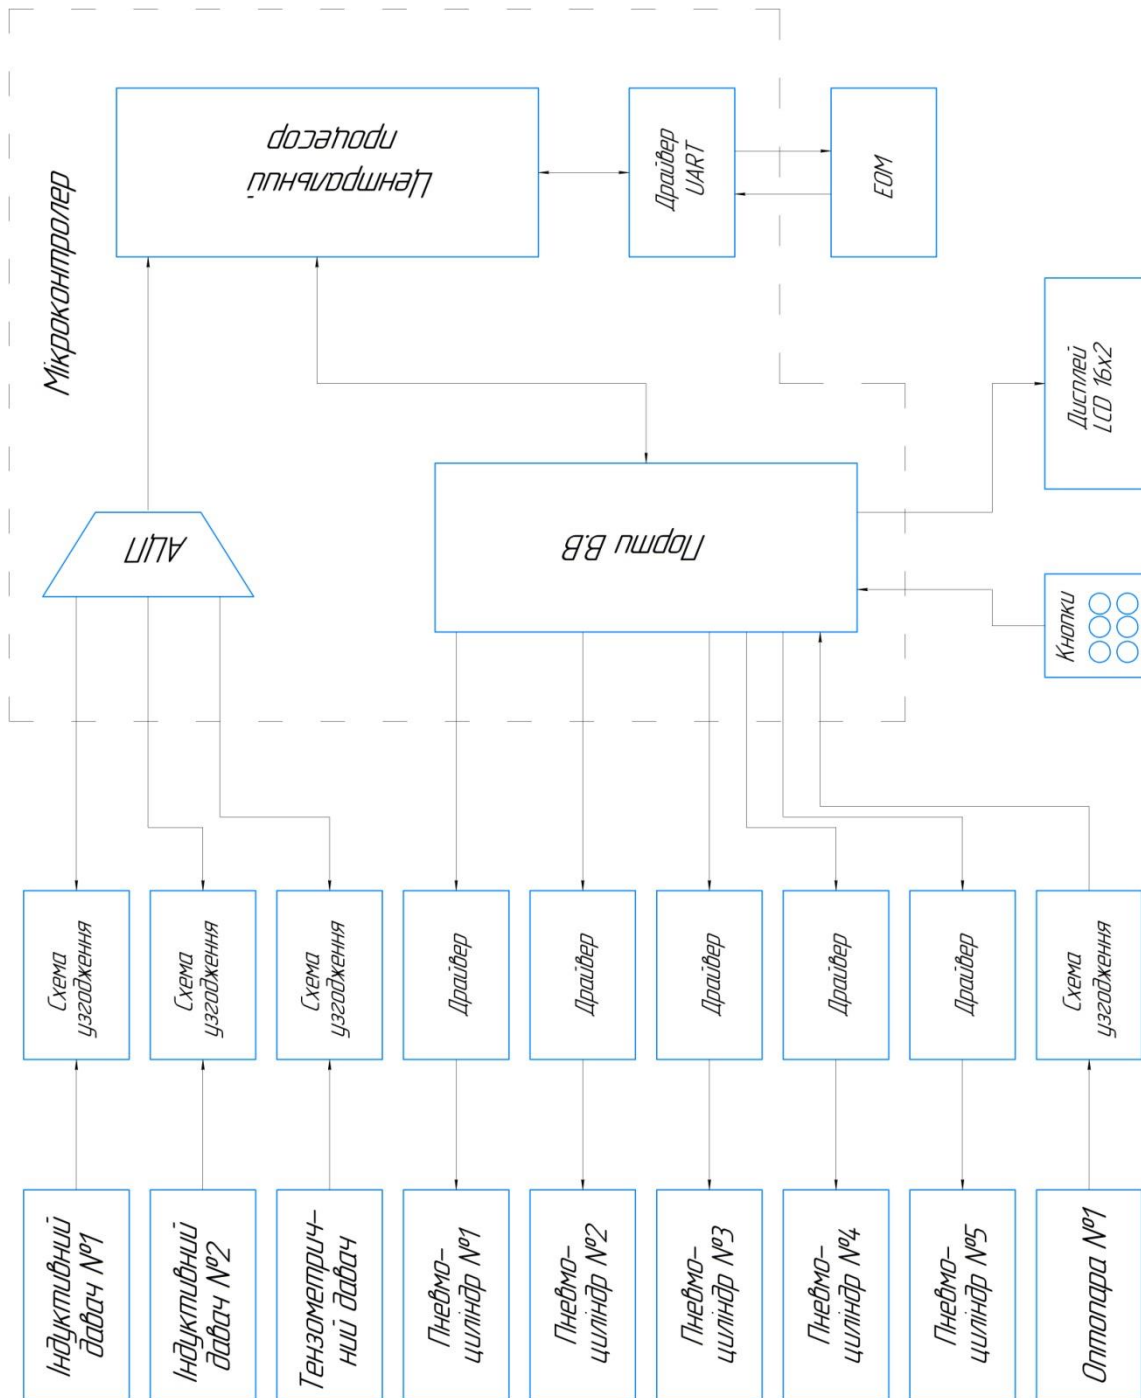 Мікроконтролер
Центральний
процесор
Драйвер
UART
ЕОМ
АЦП
Порти В.В
Дисплей
LCD 16x2
Кнопки
Схема
узгодження
Схема
узгодження
Схема
узгодження
Драйвер
Драйвер
Драйвер
Драйвер
Драйвер
Схема
узгодження
Індуктивний
давач №1
Індуктивний
давач №2
Тензометрич-
ний давач
Пневмо-
циліндр №1
Пневмо-
циліндр №2
Пневмо-
циліндр №3
Пневмо-
циліндр №4
Пневмо-
циліндр №5
Оптопара №1